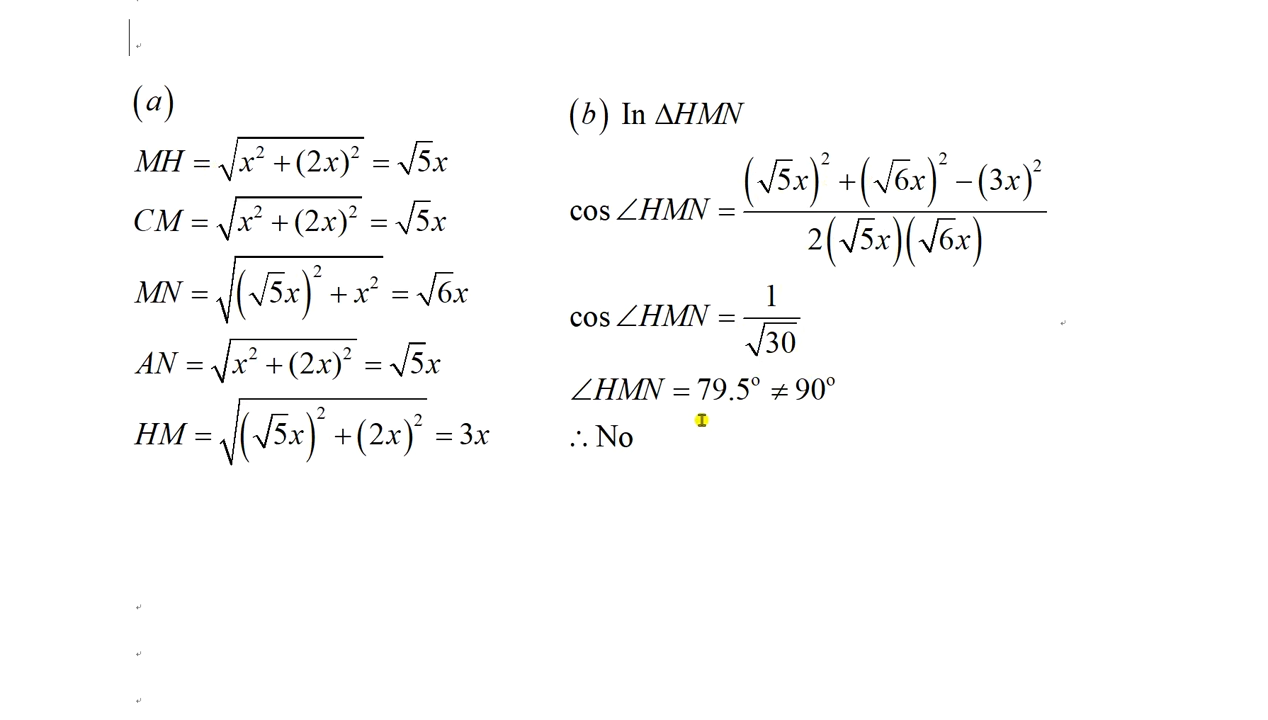 (a)
MH = √(x² + (2x)²) = √5x
CM = √(x² + (2x)²) = √5x
MN = √((√5x)² + x²) = √6x
AN = √(x² + (2x)²) = √5x
HM = √((√5x)² + (2x)²) = 3x
(b) In ΔHMN
cos ∠HMN = ((√5x)² + (√6x)² − (3x)²) / (2(√5x)(√6x))
cos ∠HMN = 1/√30
∠HMN = 79.5° ≠ 90°
∴ No